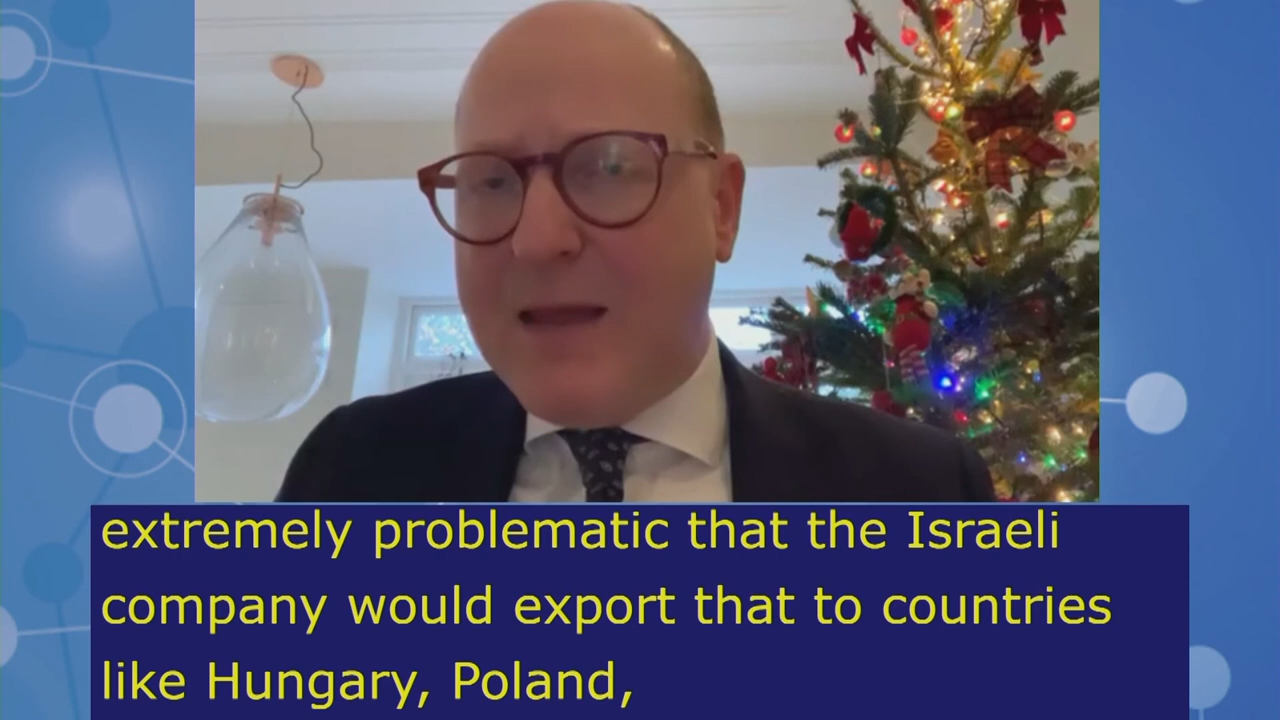 extremely problematic that the Israeli
company would export that to countries
like Hungary, Poland,